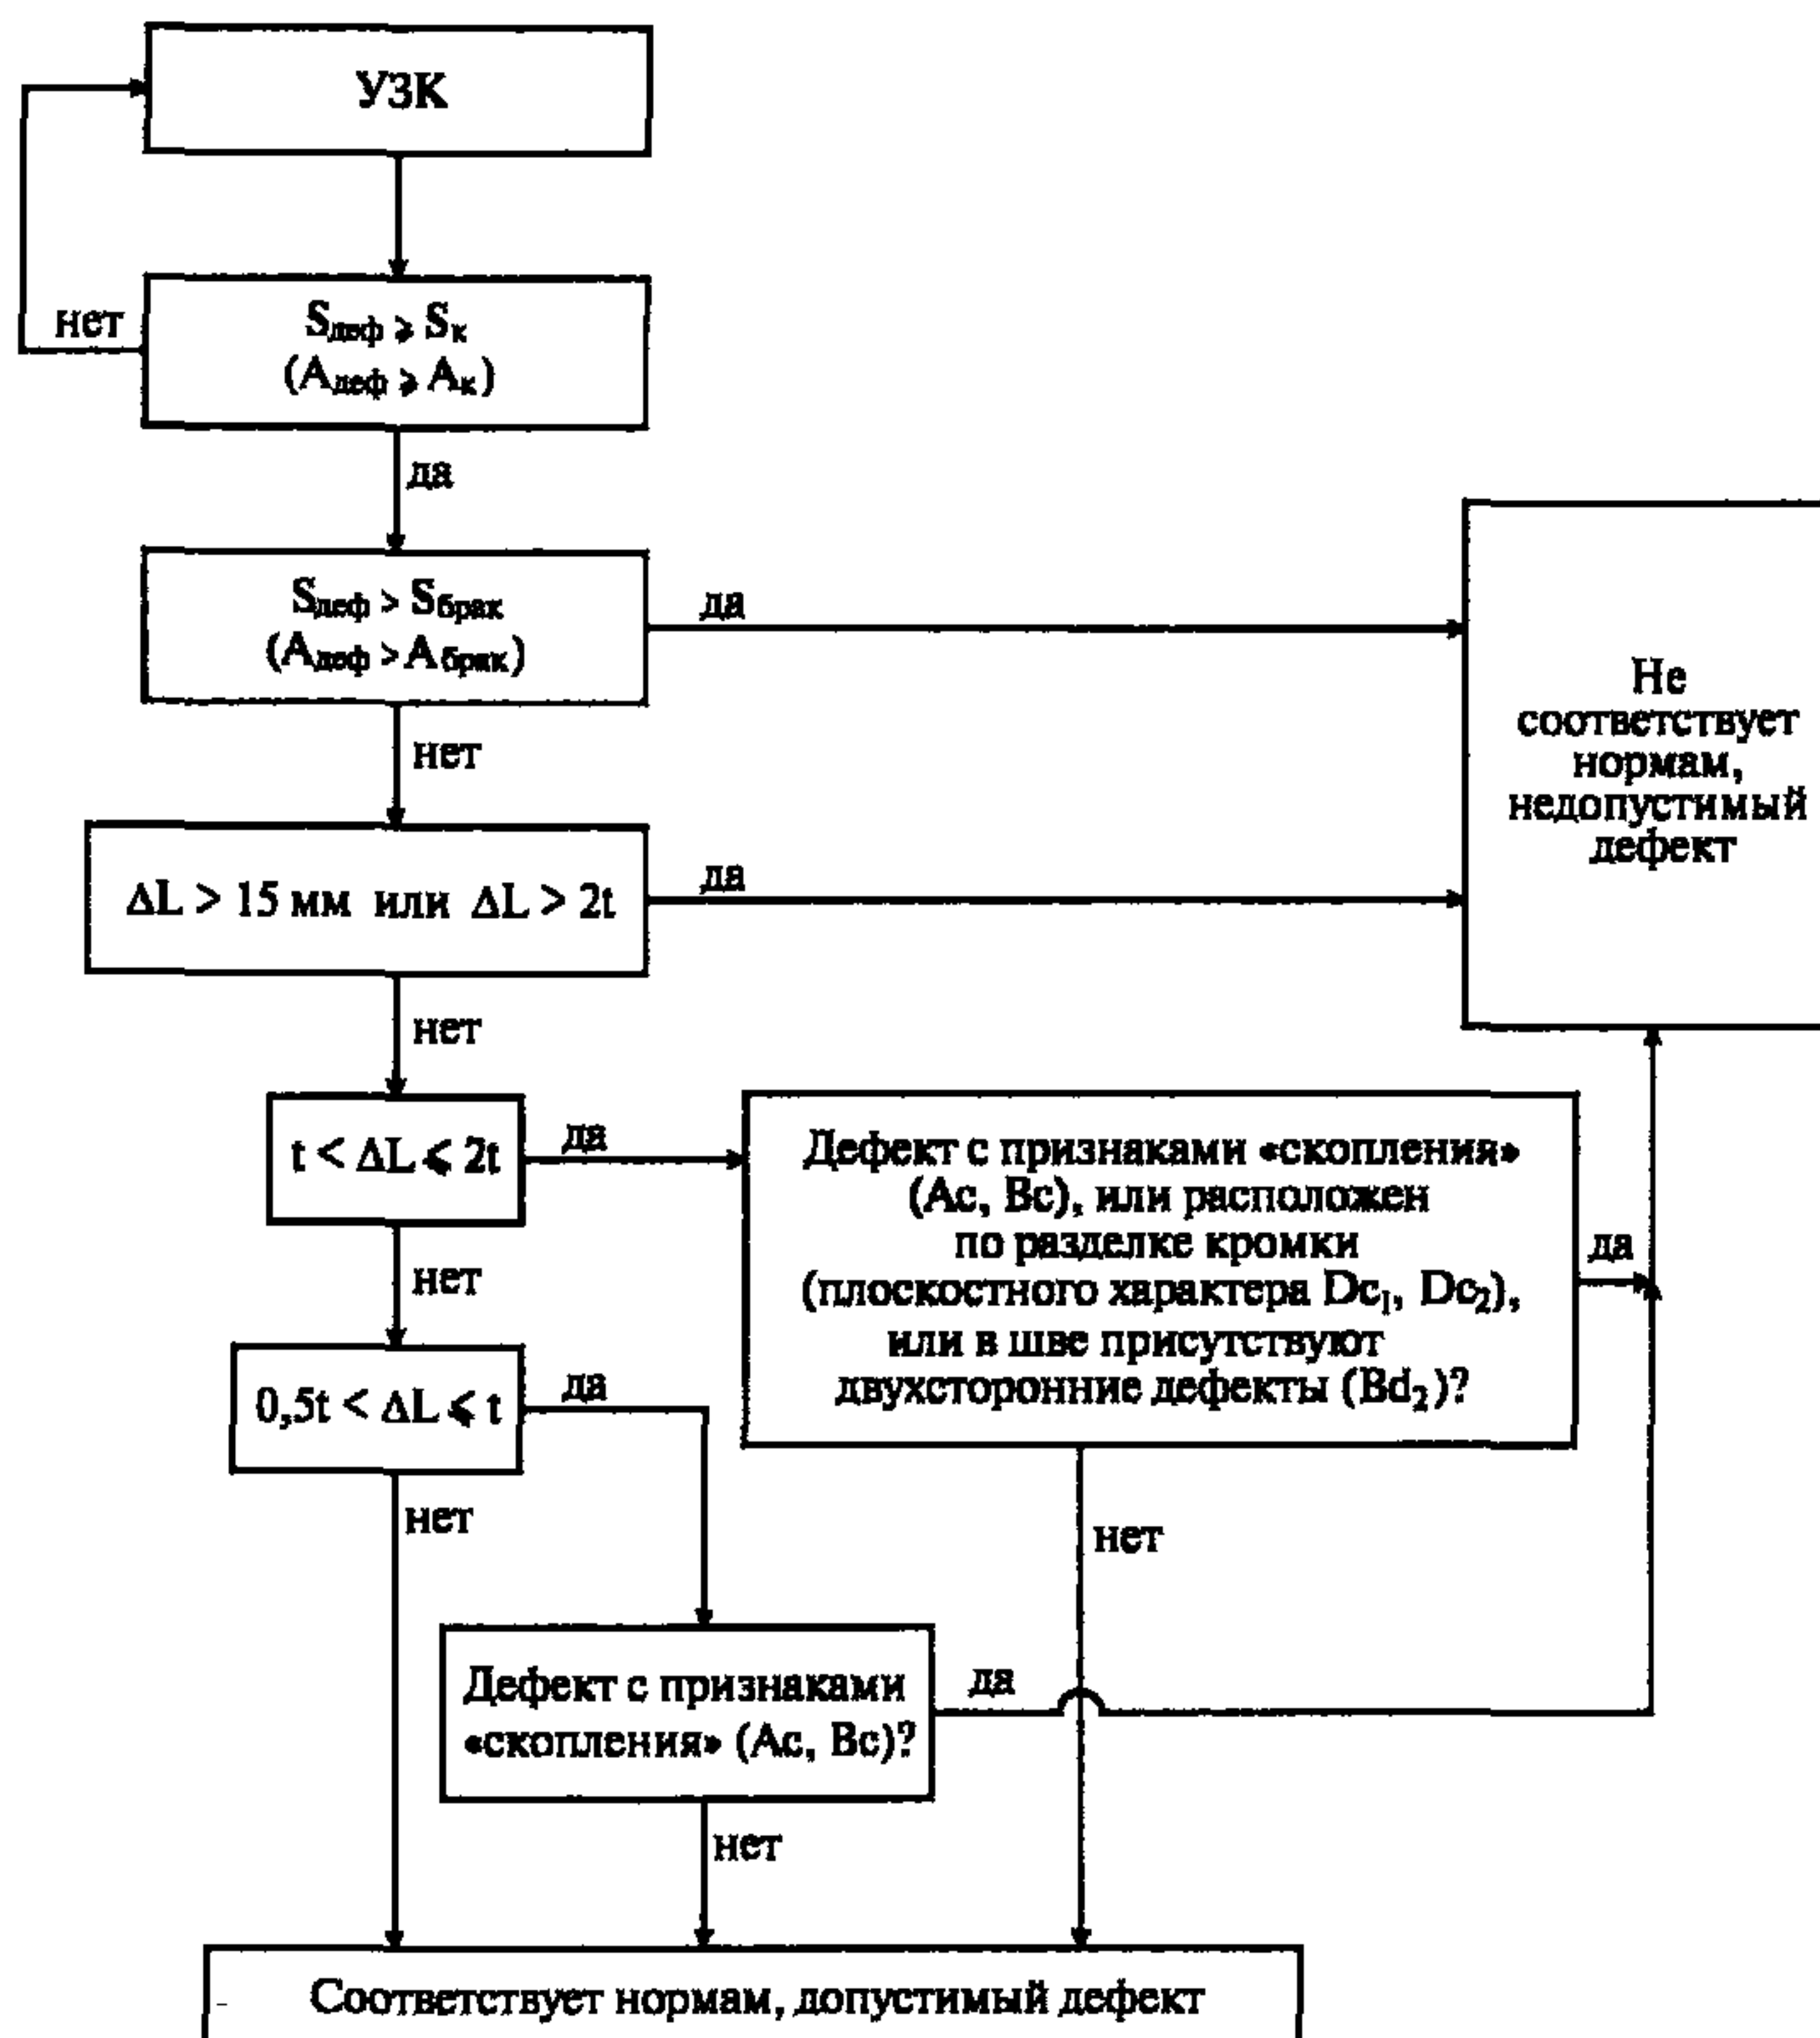 УЗК
нет
Sдеф ⩾ Sк
(Aдеф ⩾ Aк)
да
Sдеф > Sбрак
(Aдеф > Aбрак)
да
Не
соответствует
нормам,
недопустимый
дефект
нет
ΔL > 15 мм или ΔL > 2t
да
нет
t < ΔL ⩽ 2t
да
Дефект с признаками «скопления»
(Ac, Bc), или расположен
по разделке кромки
(плоскостного характера Dc₁, Dc₂),
или в шве присутствуют
двухсторонние дефекты (Bd₂)?
да
нет
0,5t < ΔL ⩽ t
да
нет
нет
Дефект с признаками
«скопления» (Ac, Bc)?
да
нет
Соответствует нормам, допустимый дефект